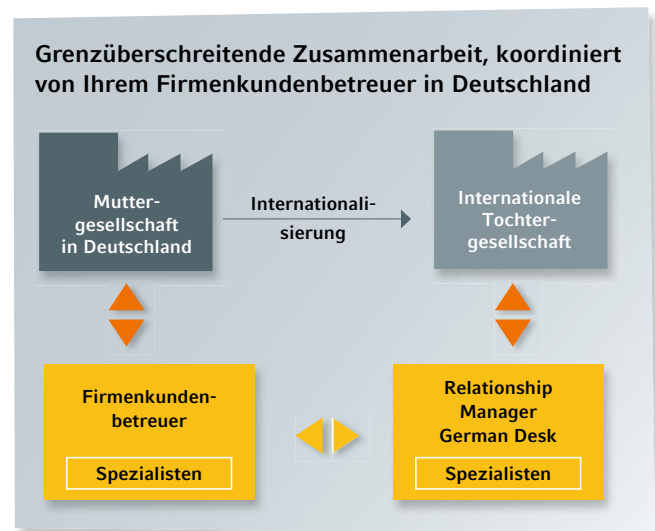 Grenzüberschreitende Zusammenarbeit, koordiniert
von Ihrem Firmenkundenbetreuer in Deutschland
Mutter-
gesellschaft
in Deutschland
Internationali-
sierung
Internationale
Tochter-
gesellschaft
Firmenkunden-
betreuer
Spezialisten
Relationship
Manager
German Desk
Spezialisten